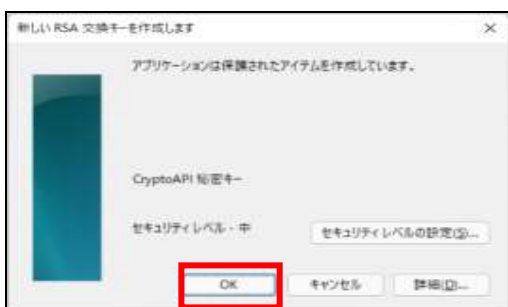 新しい RSA 交換キーを作成します
アプリケーションは保護されたアイテムを作成しています。
CryptoAPI 秘密キー
セキュリティ レベル - 中
セキュリティ レベルの設定(S)...
OK
キャンセル
詳細(D)...